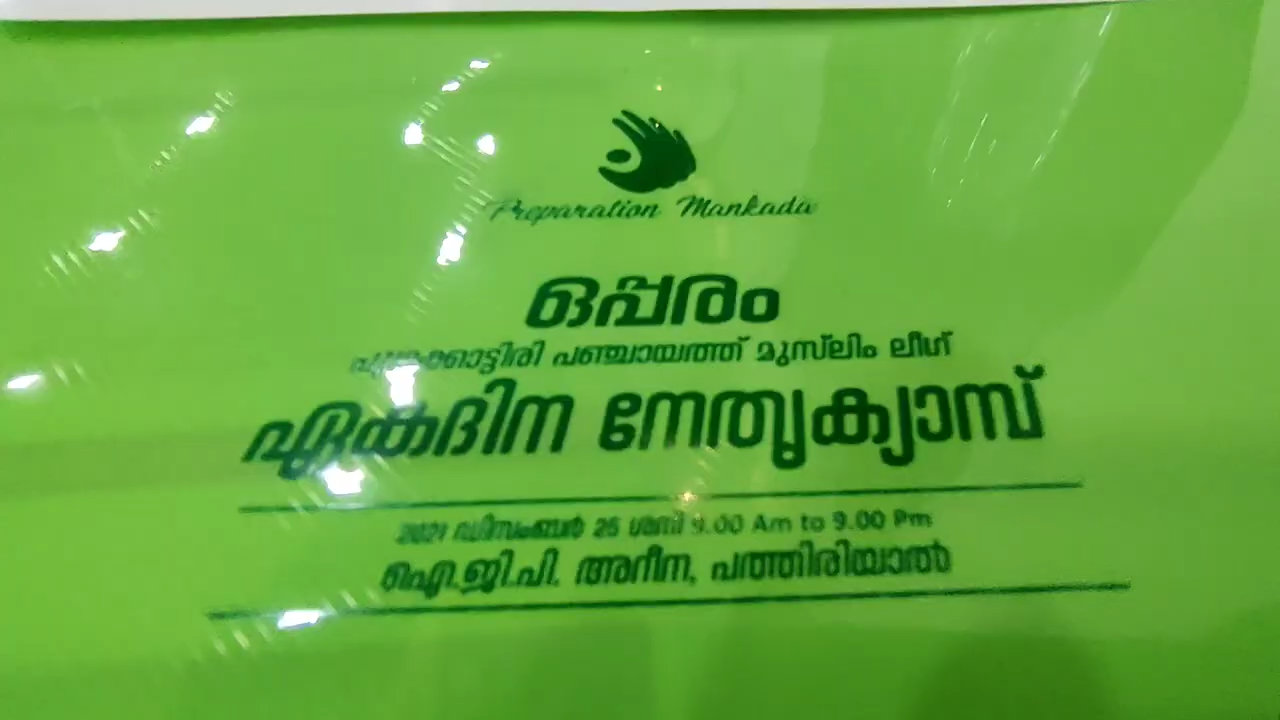 Preparation Mankada
ഒപ്പരം
പഞ്ചായത്ത് മുസ്‌ലിം ലീഗ്
ഏകദിന നേതൃക്യാമ്പ്
2021 ഡിസംബർ 25 ശനി 9.00 Am to 9.00 Pm
ഐ.ജി.പി. അറീന, പത്തിരിയാൽ